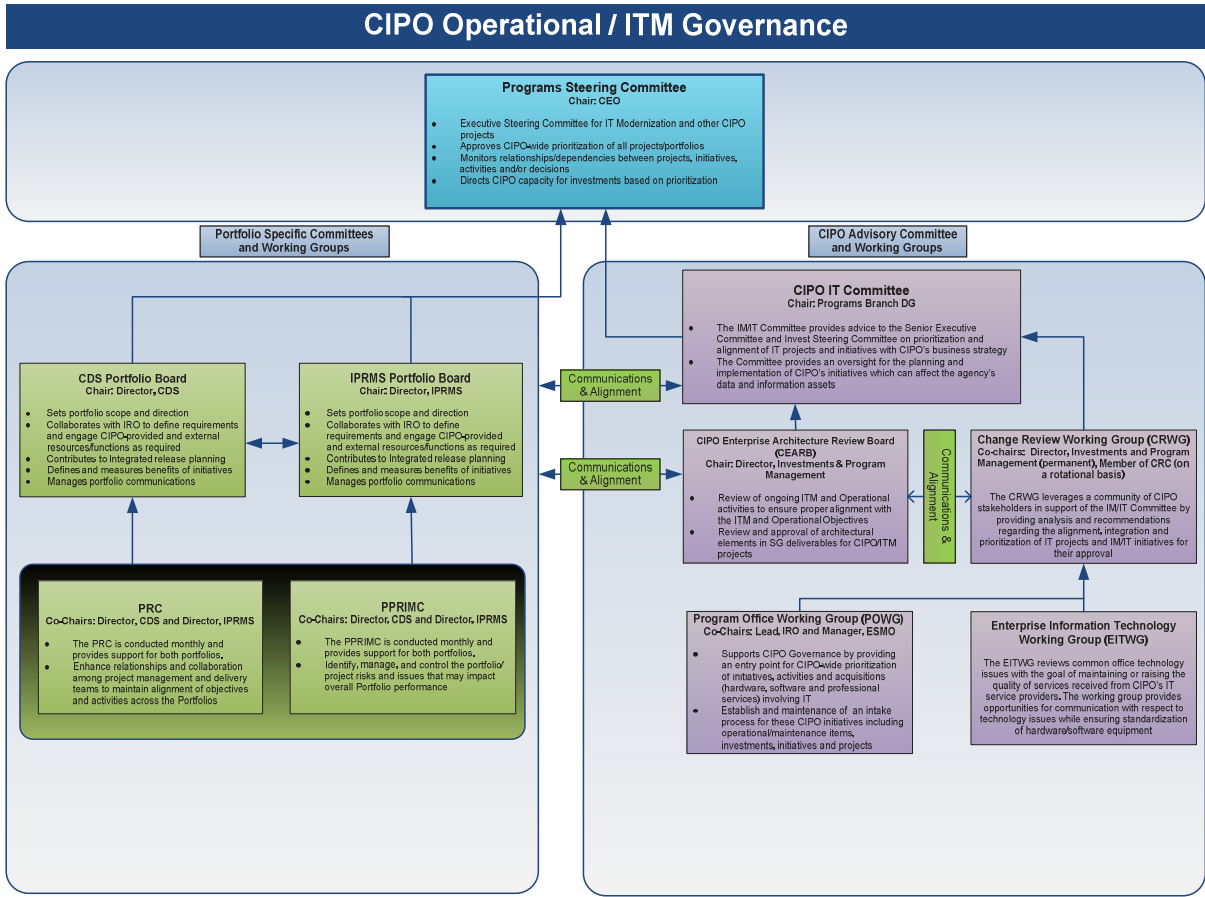 CIPO Operational / ITM Governance
Programs Steering Committee
Chair: CEO
● Executive Steering Committee for IT Modernization and other CIPO
projects
● Approves CIPO-wide prioritization of all projects/portfolios
● Monitors relationships/dependencies between projects, initiatives,
activities and/or decisions
● Directs CIPO capacity for investments based on prioritization
Portfolio Specific Committees
and Working Groups
CDS Portfolio Board
Chair: Director, CDS
● Sets portfolio scope and direction
● Collaborates with IRO to define requirements
and engage CIPO-provided and external
resources/functions as required
● Contributes to Integrated release planning
● Defines and measures benefits of initiatives
● Manages portfolio communications
IPRMS Portfolio Board
Chair: Director, IPRMS
● Sets portfolio scope and direction
● Collaborates with IRO to define
requirements and engage CIPO-provided
and external resources/functions as required
● Contributes to Integrated release planning
● Defines and measures benefits of initiatives
● Manages portfolio communications
PRC
Co-Chairs: Director, CDS and Director, IPRMS
● The PRC is conducted monthly and
provides support for both portfolios.
● Enhance relationships and collaboration
among project management and delivery
teams to maintain alignment of objectives
and activities across the Portfolios
PPRIMC
Co-Chairs: Director, CDS and Director, IPRMS
● The PPRIMC is conducted monthly and
provides support for both portfolios.
● Identify, manage, and control the portfolio/
project risks and issues that may impact
overall Portfolio performance
Communications
& Alignment
Communications
& Alignment
CIPO Advisory Committee
and Working Groups
CIPO IT Committee
Chair: Programs Branch DG
● The IM/IT Committee provides advice to the Senior Executive
Committee and Invest Steering Committee on prioritization and
alignment of IT projects and initiatives with CIPO's business strategy
● The Committee provides an oversight for the planning and
implementation of CIPO's initiatives which can affect the agency's
data and information assets
CIPO Enterprise Architecture Review Board
(CEARB)
Chair: Director, Investments & Program
Management
● Review of ongoing ITM and Operational
activities to ensure proper alignment with
the ITM and Operational Objectives
● Review and approval of architectural
elements in SG deliverables for CIPO/ITM
projects
Communications &
Alignment
Change Review Working Group (CRWG)
Co-chairs: Director, Investments and Program
Management (permanent), Member of CRC (on
a rotational basis)
The CRWG leverages a community of CIPO
stakeholders in support of the IM/IT Committee by
providing analysis and recommendations
regarding the alignment, integration and
prioritization of IT projects and IM/IT initiatives for
their approval
Program Office Working Group (POWG)
Co-Chairs: Lead, IRO and Manager, ESMO
● Supports CIPO Governance by providing
an entry point for CIPO-wide prioritization
of initiatives, activities and acquisitions
(hardware, software and professional
services) involving IT
● Establish and maintenance of an intake
process for these CIPO initiatives including
operational/maintenance items,
investments, initiatives and projects
Enterprise Information Technology
Working Group (EITWG)
The EITWG reviews common office technology
issues with the goal of maintaining or raising the
quality of services received from CIPO's IT
service providers. The working group provides
opportunities for communication with respect to
technology issues while ensuring standardization
of hardware/software equipment